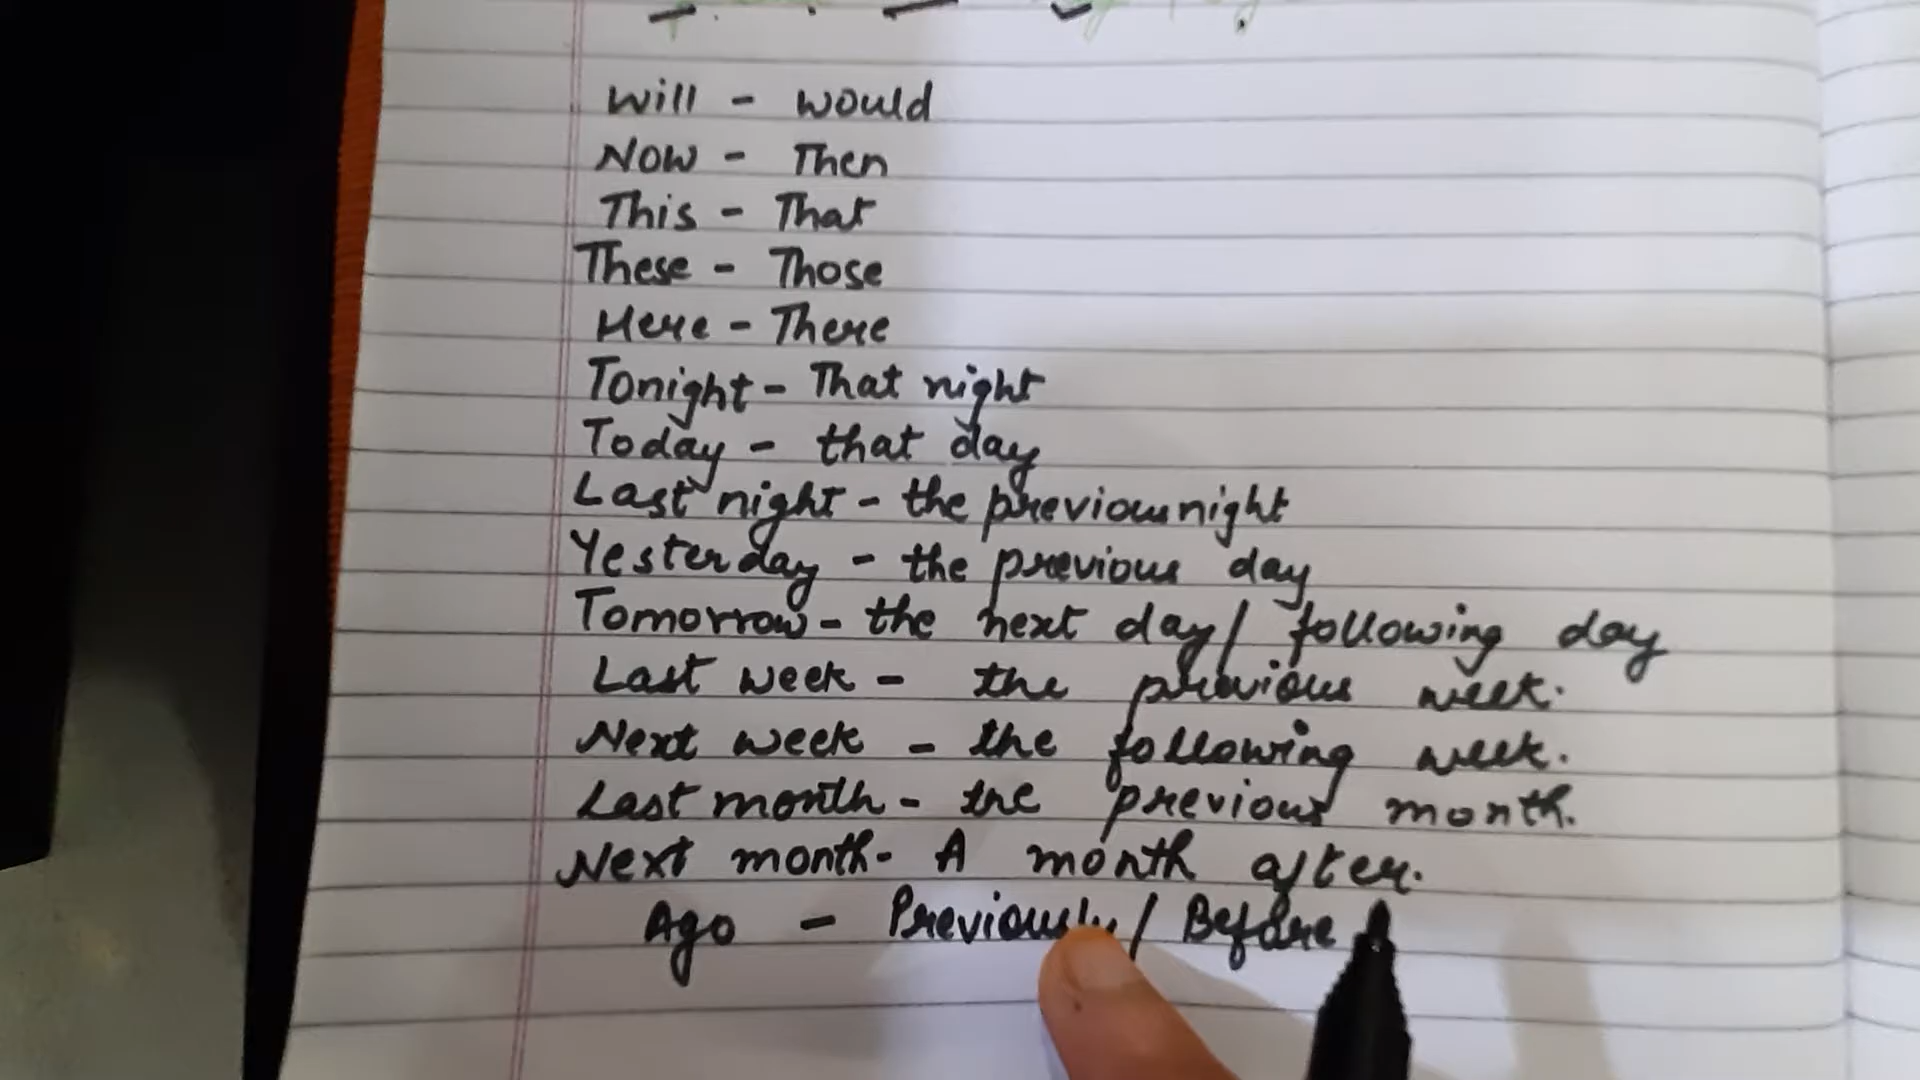 Will - would
Now - Then
This - That
These - Those
Here - There
Tonight - That night
Today - that day
Last night - the previous night
Yesterday - the previous day
Tomorrow - the next day / following day
Last week - the previous week.
Next week - the following week.
Last month - the previous month.
Next month - A month after.
Ago - Previously / Before